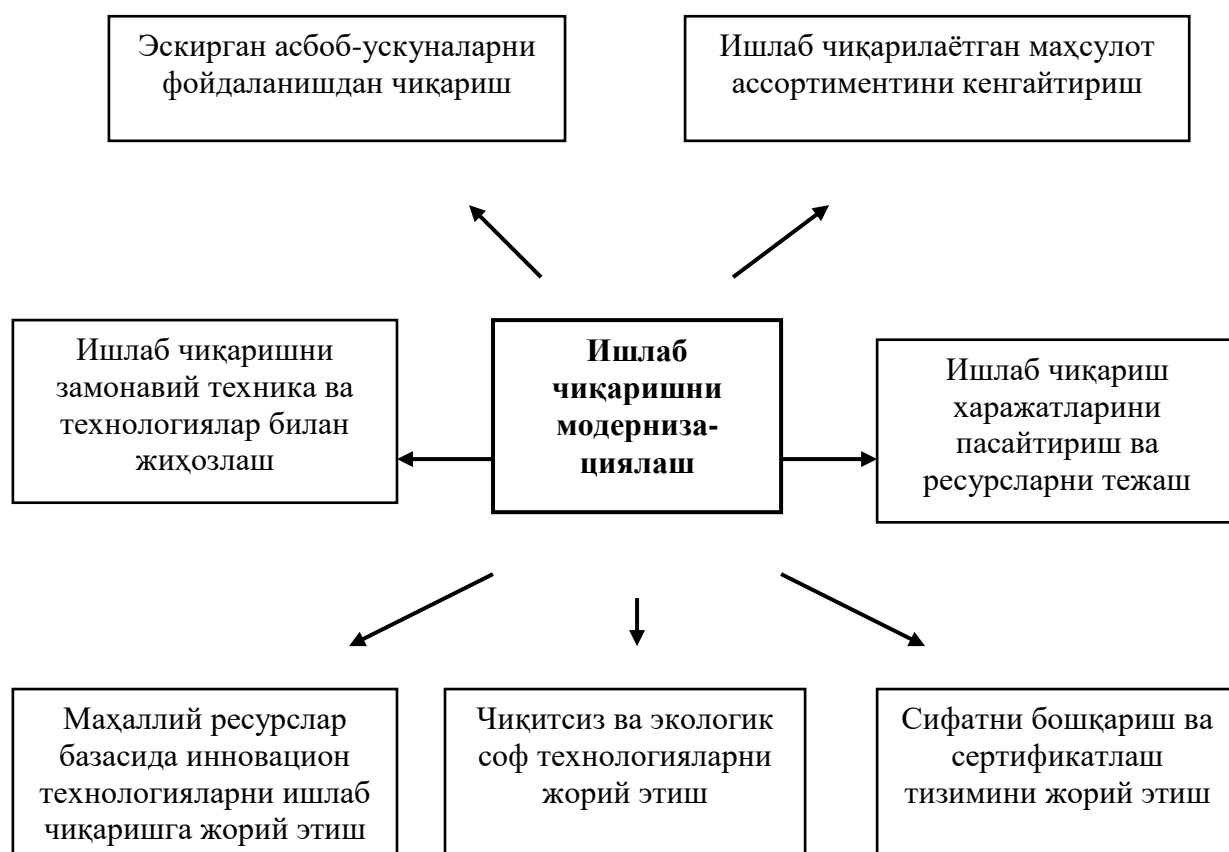 Эскирган асбоб-ускуналарни
фойдаланишдан чиқариш
Ишлаб чиқарилаётган маҳсулот
ассортиментини кенгайтириш
Ишлаб чиқаришни
замонавий техника ва
технологиялар билан
жиҳозлаш
Ишлаб
чиқаришни
модерниза-
циялаш
Ишлаб чиқариш
харажатларини
пасайтириш ва
ресурсларни тежаш
Маҳаллий ресурслар
базасида инновацион
технологияларни ишлаб
чиқаришга жорий этиш
Чиқитсиз ва экологик
соф технологияларни
жорий этиш
Сифатни бошқариш ва
сертификатлаш
тизимини жорий этиш